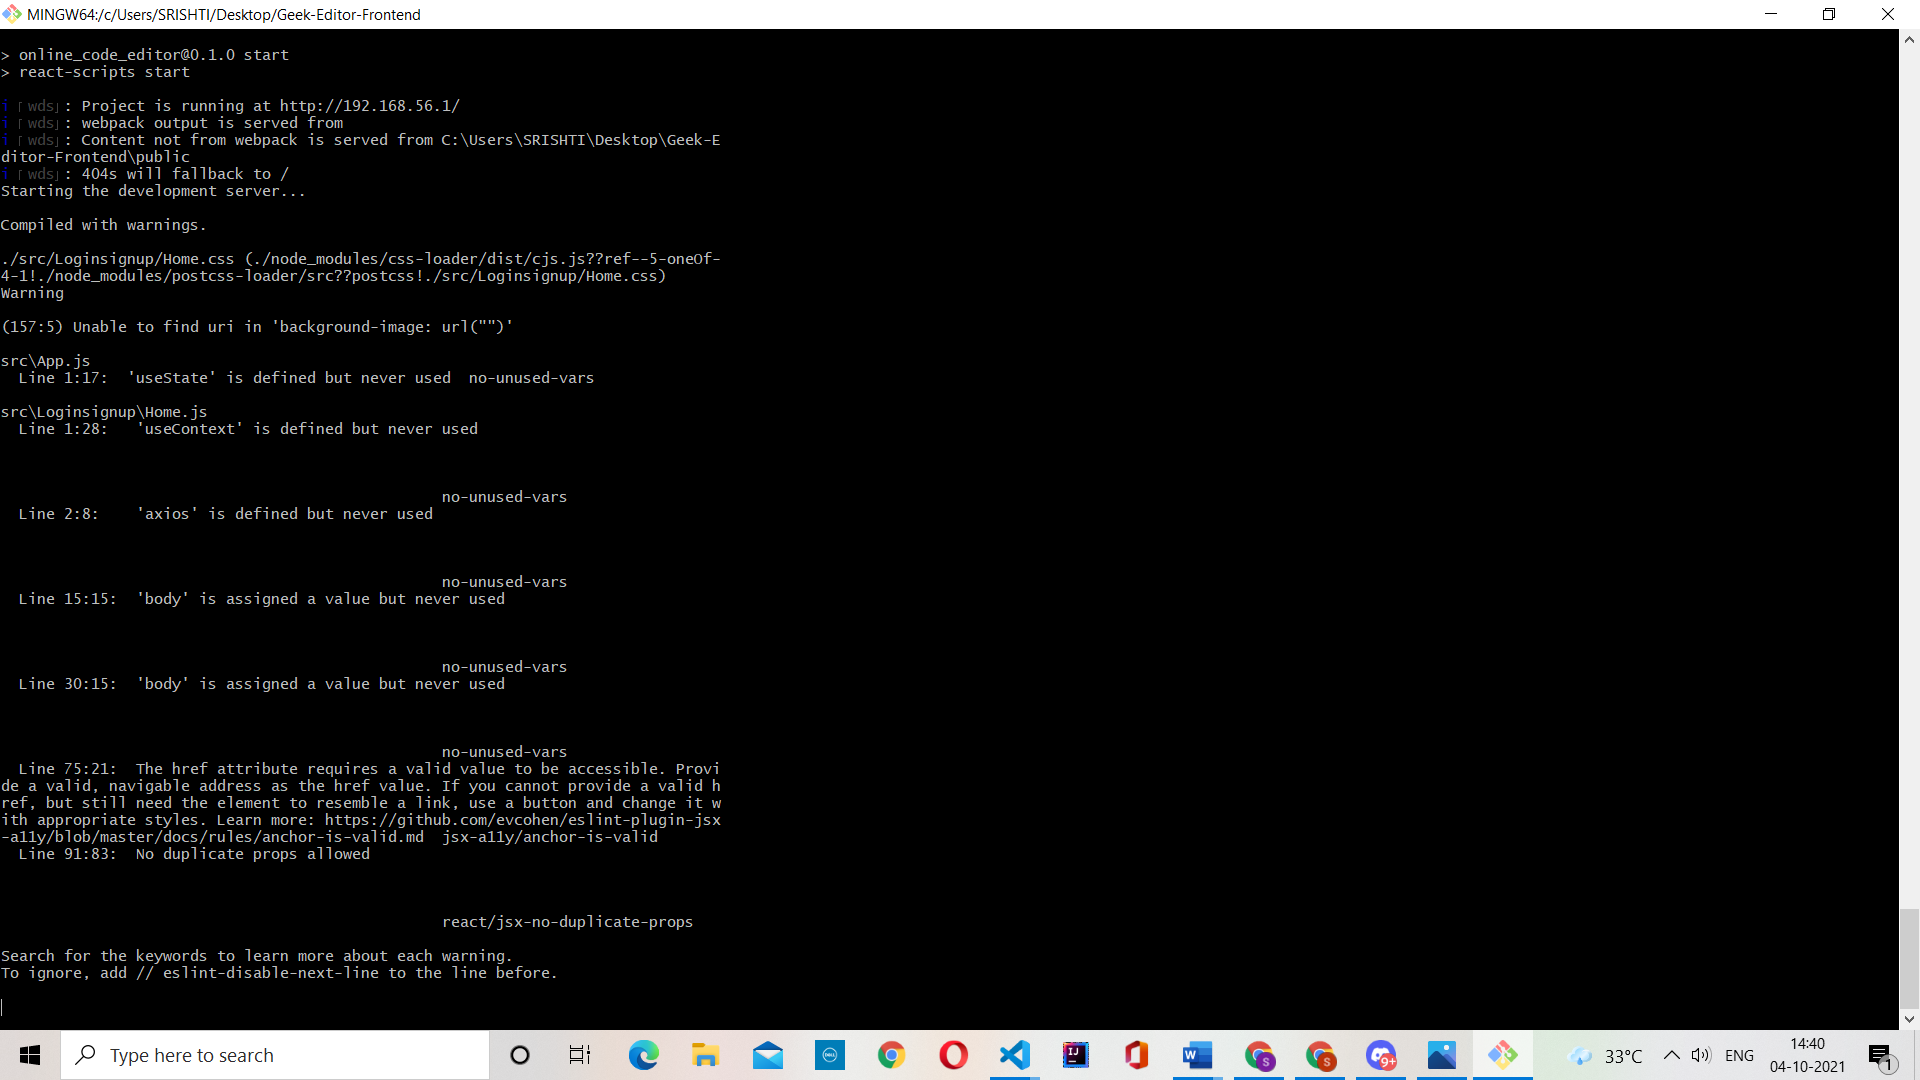 MINGW64:/c/Users/SRISHTI/Desktop/Geek-Editor-Frontend
> online_code_editor@0.1.0 start
> react-scripts start
i ｢wds｣: Project is running at http://192.168.56.1/
i ｢wds｣: webpack output is served from
i ｢wds｣: Content not from webpack is served from C:\Users\SRISHTI\Desktop\Geek-E
ditor-Frontend\public
i ｢wds｣: 404s will fallback to /
Starting the development server...
Compiled with warnings.
./src/Loginsignup/Home.css (./node_modules/css-loader/dist/cjs.js??ref--5-oneOf-
4-1!./node_modules/postcss-loader/src??postcss!./src/Loginsignup/Home.css)
Warning
(157:5) Unable to find uri in 'background-image: url("")'
src\App.js
Line 1:17:  'useState' is defined but never used  no-unused-vars
src\Loginsignup\Home.js
Line 1:28:   'useContext' is defined but never used
no-unused-vars
Line 2:8:    'axios' is defined but never used
no-unused-vars
Line 15:15:  'body' is assigned a value but never used
no-unused-vars
Line 30:15:  'body' is assigned a value but never used
no-unused-vars
Line 75:21:  The href attribute requires a valid value to be accessible. Provi
de a valid, navigable address as the href value. If you cannot provide a valid h
ref, but still need the element to resemble a link, use a button and change it w
ith appropriate styles. Learn more: https://github.com/evcohen/eslint-plugin-jsx
-a11y/blob/master/docs/rules/anchor-is-valid.md  jsx-a11y/anchor-is-valid
Line 91:83:  No duplicate props allowed
react/jsx-no-duplicate-props
Search for the keywords to learn more about each warning.
To ignore, add // eslint-disable-next-line to the line before.
Type here to search
DELL
IJ
W
S
S
9+
33°C
ENG
14:40
04-10-2021
1